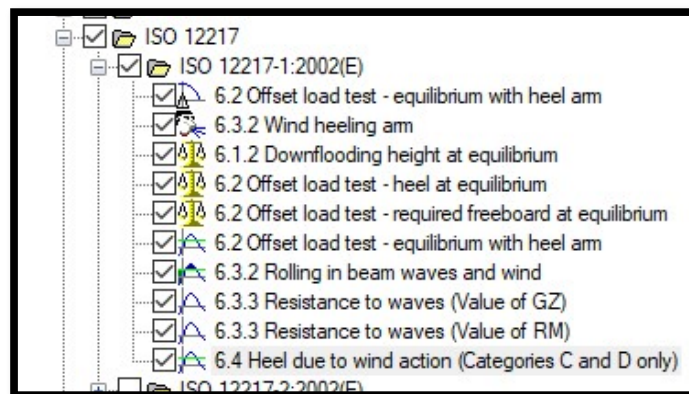 ISO 12217
ISO 12217-1:2002(E)
6.2 Offset load test - equilibrium with heel arm
6.3.2 Wind heeling arm
6.1.2 Downflooding height at equilibrium
6.2 Offset load test - heel at equilibrium
6.2 Offset load test - required freeboard at equilibrium
6.2 Offset load test - equilibrium with heel arm
6.3.2 Rolling in beam waves and wind
6.3.3 Resistance to waves (Value of GZ)
6.3.3 Resistance to waves (Value of RM)
6.4 Heel due to wind action (Categories C and D only)
ISO 12217-2:2002(E)